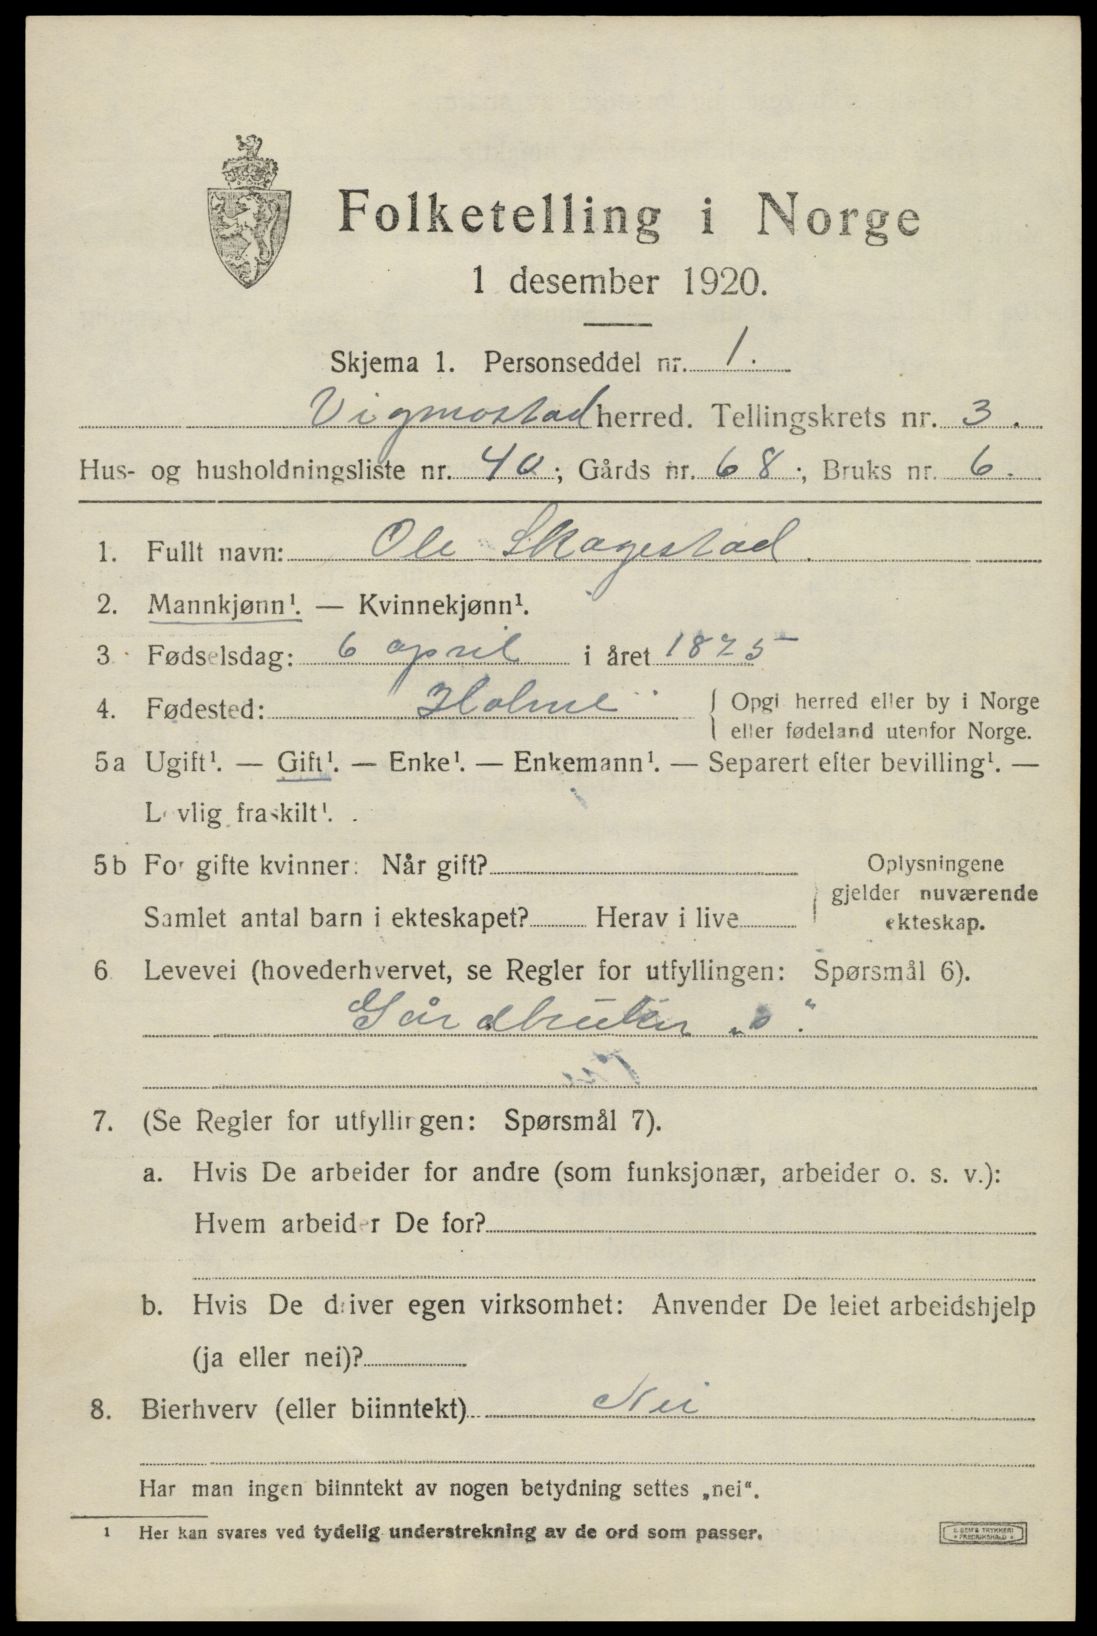 Folketelling i Norge
1 desember 1920.
Skjema 1. Personseddel nr. 1.
Vigmostad herred. Tellingskrets nr. 3.
Hus- og husholdningsliste nr. 40; Gårds nr. 68; Bruks nr. 6.
1. Fullt navn: Ole Skagestad
2. Mannkjønn¹. — Kvinnekjønn¹.
3. Fødselsdag: 6 april i året 1875
4. Fødested: Holme { Opgi herred eller by i Norge
eller fødeland utenfor Norge.
5a Ugift¹. — Gift¹. — Enke¹. — Enkemann¹. — Separert efter bevilling¹. —
Lovlig fraskilt¹.
5b For gifte kvinner: Når gift? Oplysningene
gjelder nuværende
Samlet antal barn i ekteskapet? Herav i live ekteskap.
6 Levevei (hovederhvervet, se Regler for utfyllingen: Spørsmål 6).
Gårdbruker „s“.
7. (Se Regler for utfyllingen: Spørsmål 7).
a. Hvis De arbeider for andre (som funksjonær, arbeider o. s. v.):
Hvem arbeider De for?
b. Hvis De driver egen virksomhet: Anvender De leiet arbeidshjelp
(ja eller nei)?
8. Bierhverv (eller biinntekt) Nei
Har man ingen biinntekt av nogen betydning settes „nei“.
¹ Her kan svares ved tydelig understrekning av de ord som passer.